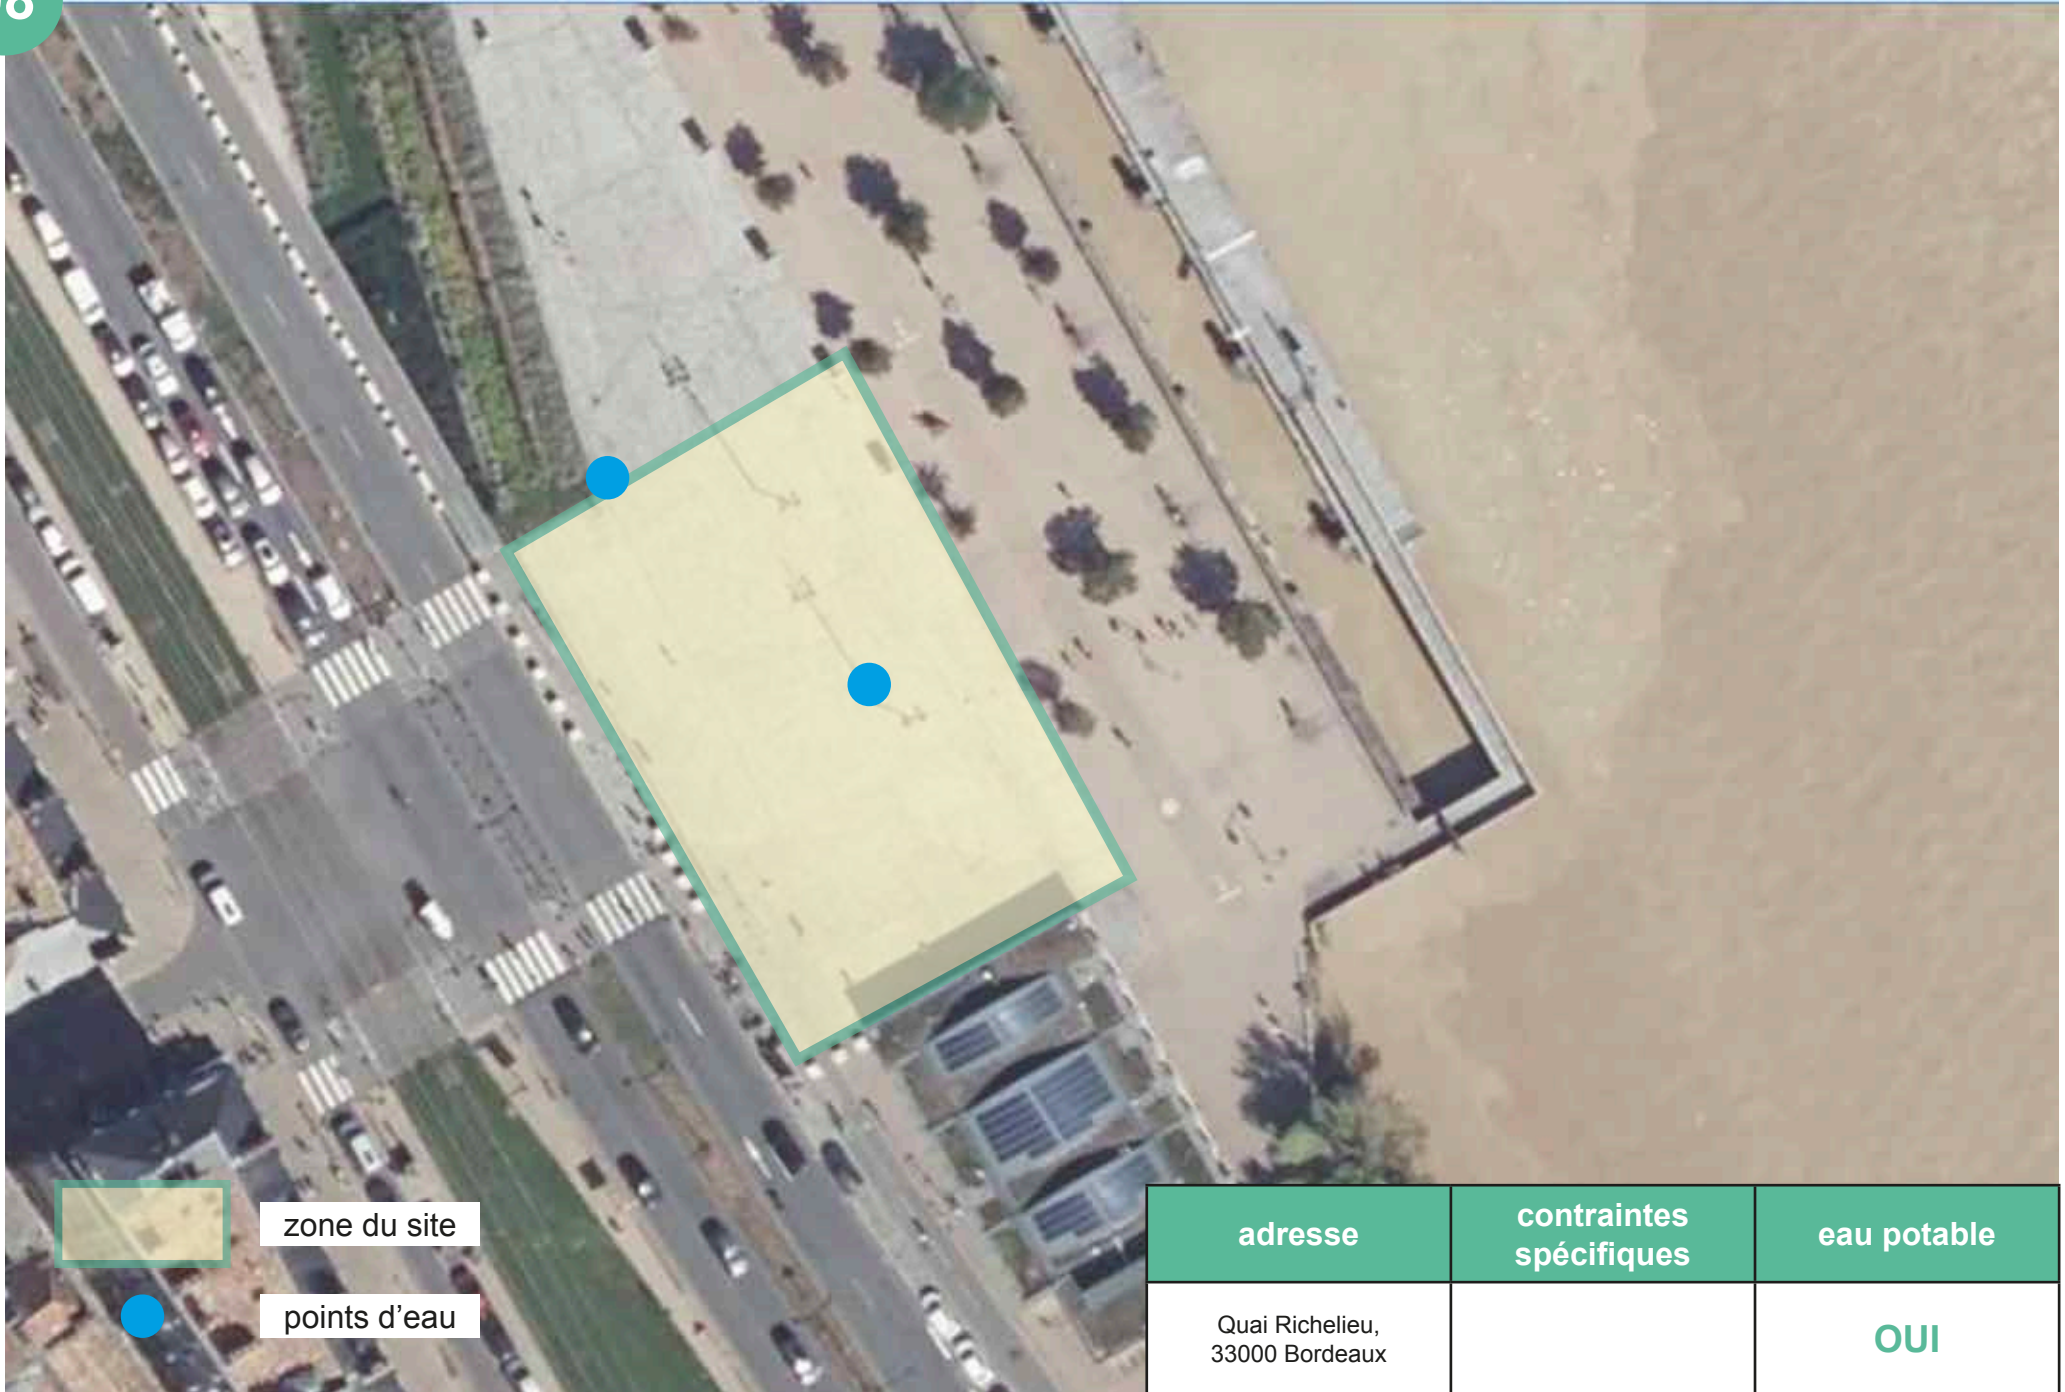 zone du site
points d'eau
adresse
contraintes
spécifiques
eau potable
Quai Richelieu,
33000 Bordeaux
OUI